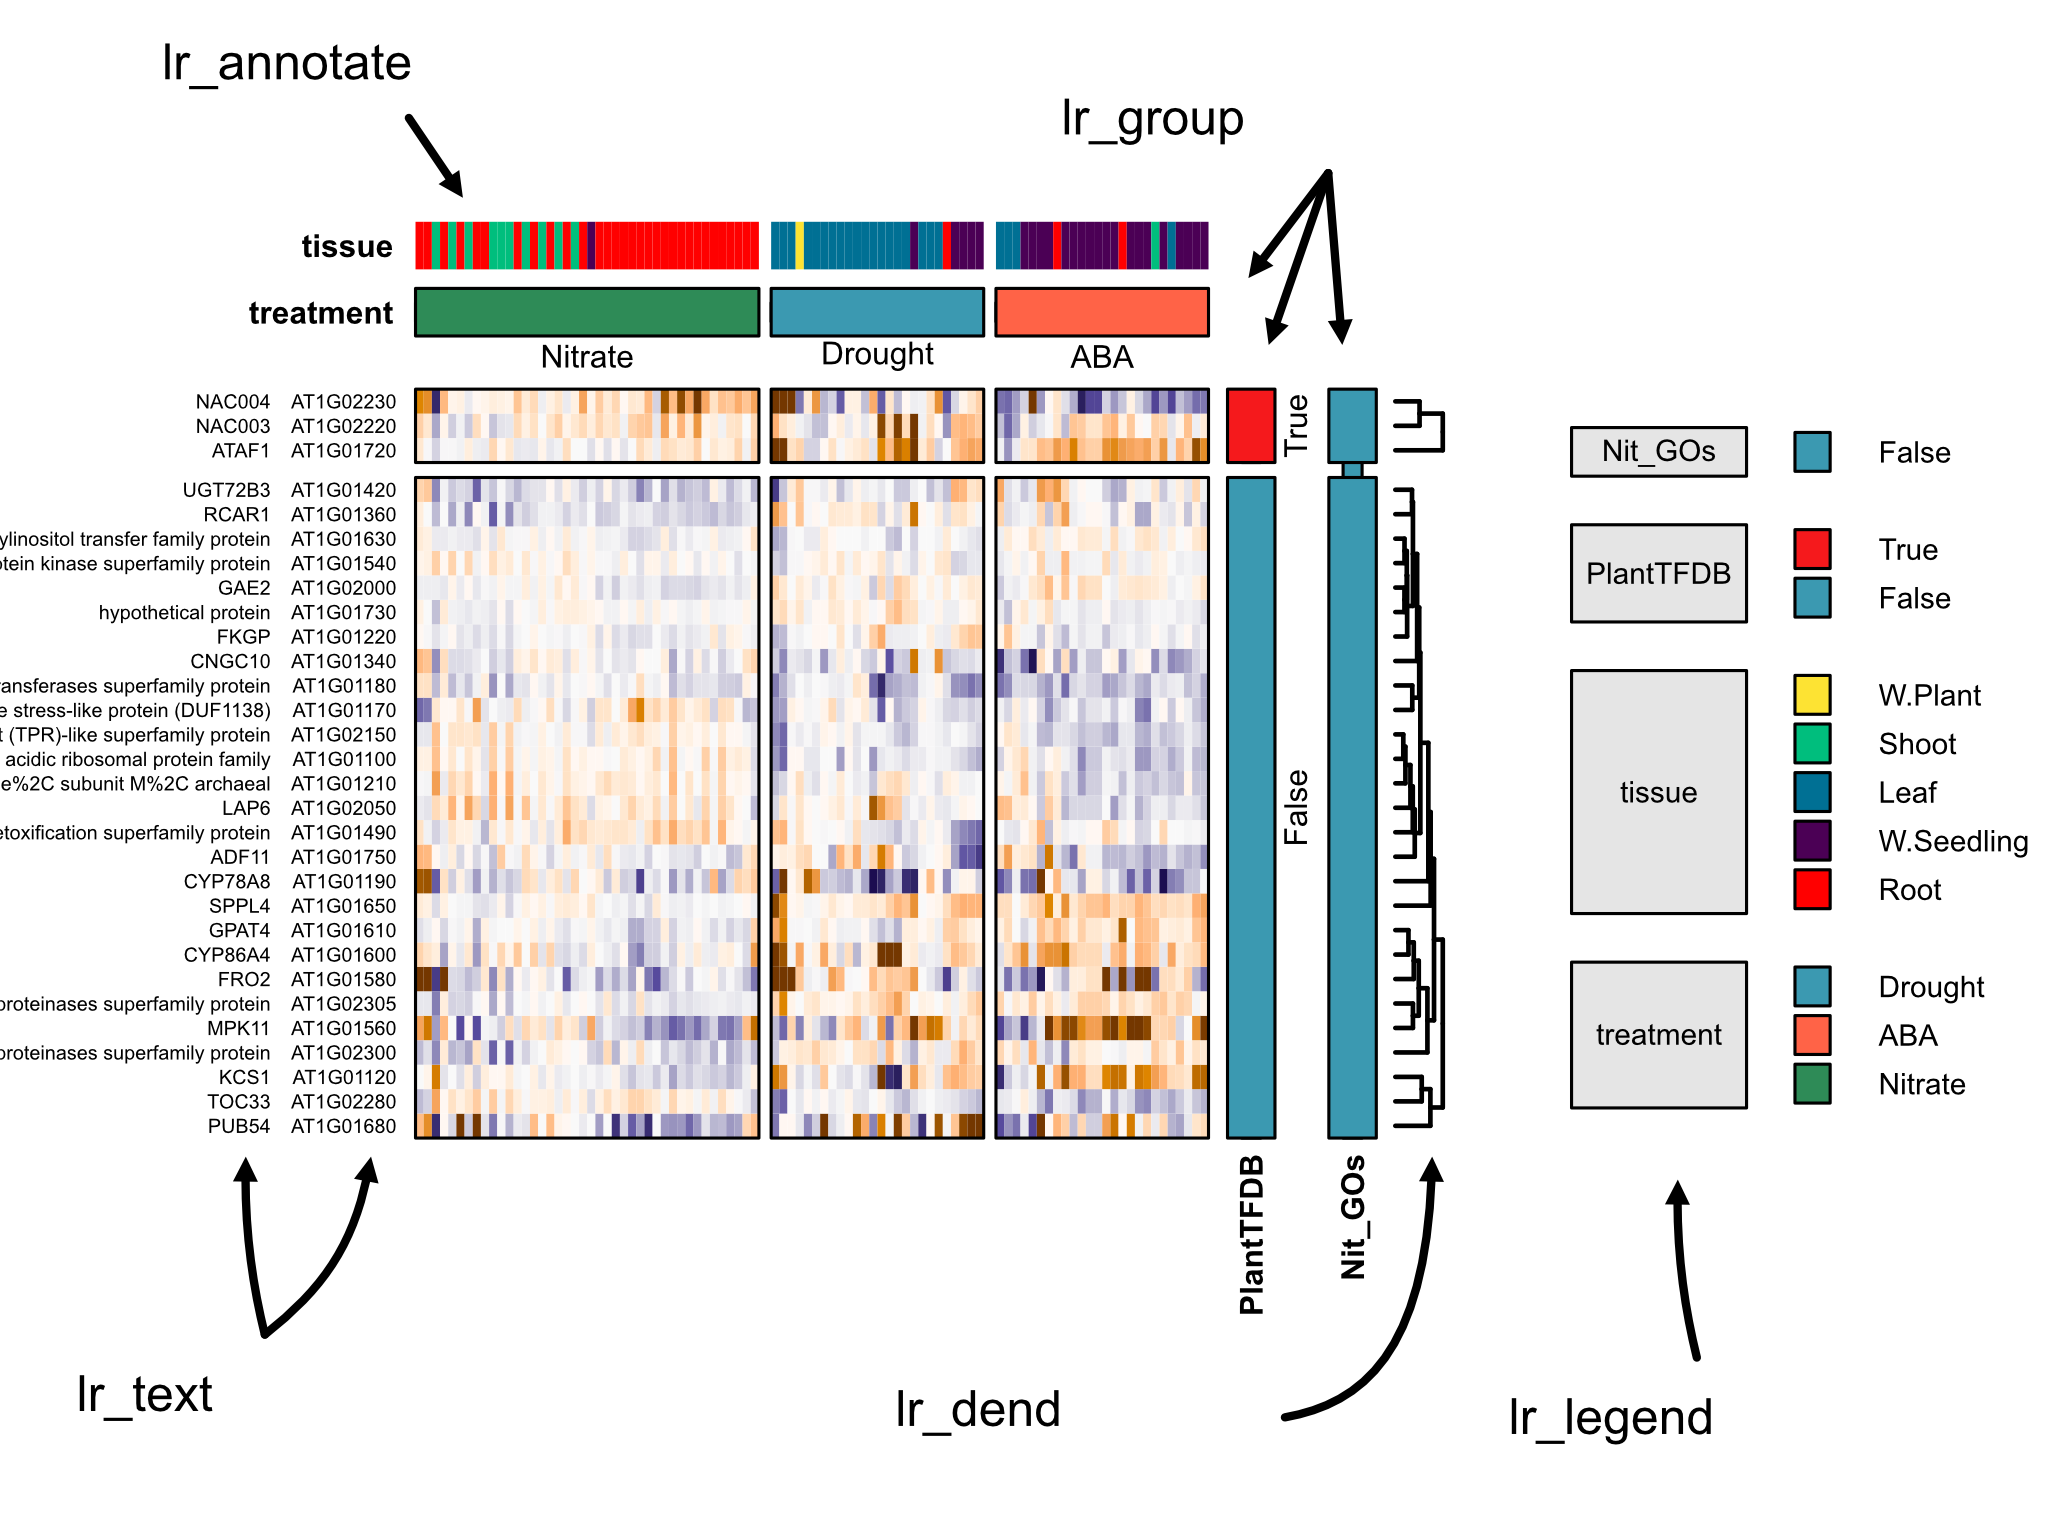 lr_annotate
lr_group
tissue
treatment
Nitrate Drought ABA
NAC004 AT1G02230
NAC003 AT1G02220
ATAF1 AT1G01720
True
UGT72B3 AT1G01420
RCAR1 AT1G01360
ylinositol transfer family protein AT1G01630
otein kinase superfamily protein AT1G01540
GAE2 AT1G02000
hypothetical protein AT1G01730
FKGP AT1G01220
CNGC10 AT1G01340
ransferases superfamily protein AT1G01180
e stress-like protein (DUF1138) AT1G01170
t (TPR)-like superfamily protein AT1G02150
acidic ribosomal protein family AT1G01100
e%2C subunit M%2C archaeal AT1G01210
LAP6 AT1G02050
etoxification superfamily protein AT1G01490
ADF11 AT1G01750
CYP78A8 AT1G01190
SPPL4 AT1G01650
GPAT4 AT1G01610
CYP86A4 AT1G01600
FRO2 AT1G01580
proteinases superfamily protein AT1G02305
MPK11 AT1G01560
proteinases superfamily protein AT1G02300
KCS1 AT1G01120
TOC33 AT1G02280
PUB54 AT1G01680
False
PlantTFDB
Nit_GOs
Nit_GOs
False
PlantTFDB
True
False
tissue
W.Plant
Shoot
Leaf
W.Seedling
Root
treatment
Drought
ABA
Nitrate
lr_text
lr_dend
lr_legend